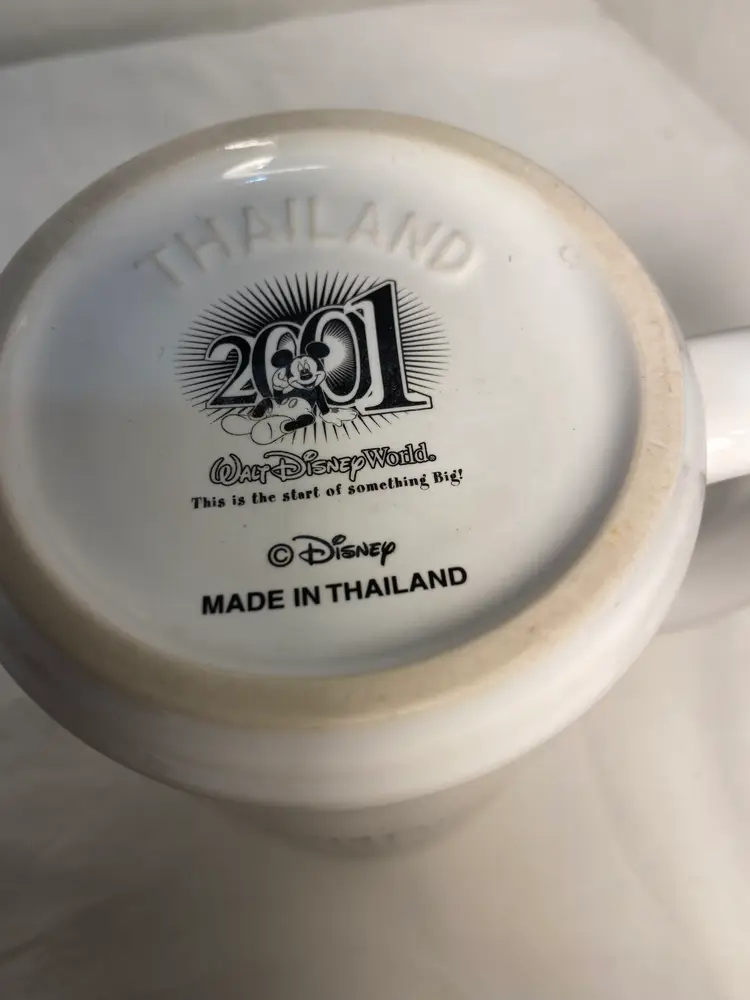 THAILAND
2001
Walt Disney World.
This is the start of something Big!
© Disney
MADE IN THAILAND